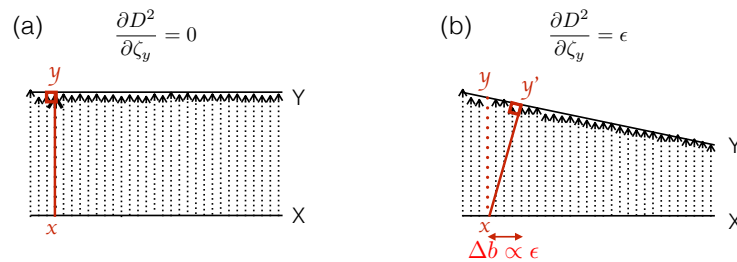 (a)
∂D²/∂ζ_y = 0
y
Y
x
X
(b)
∂D²/∂ζ_y = ϵ
y
y'
Y
X
x
Δb ∝ ϵ